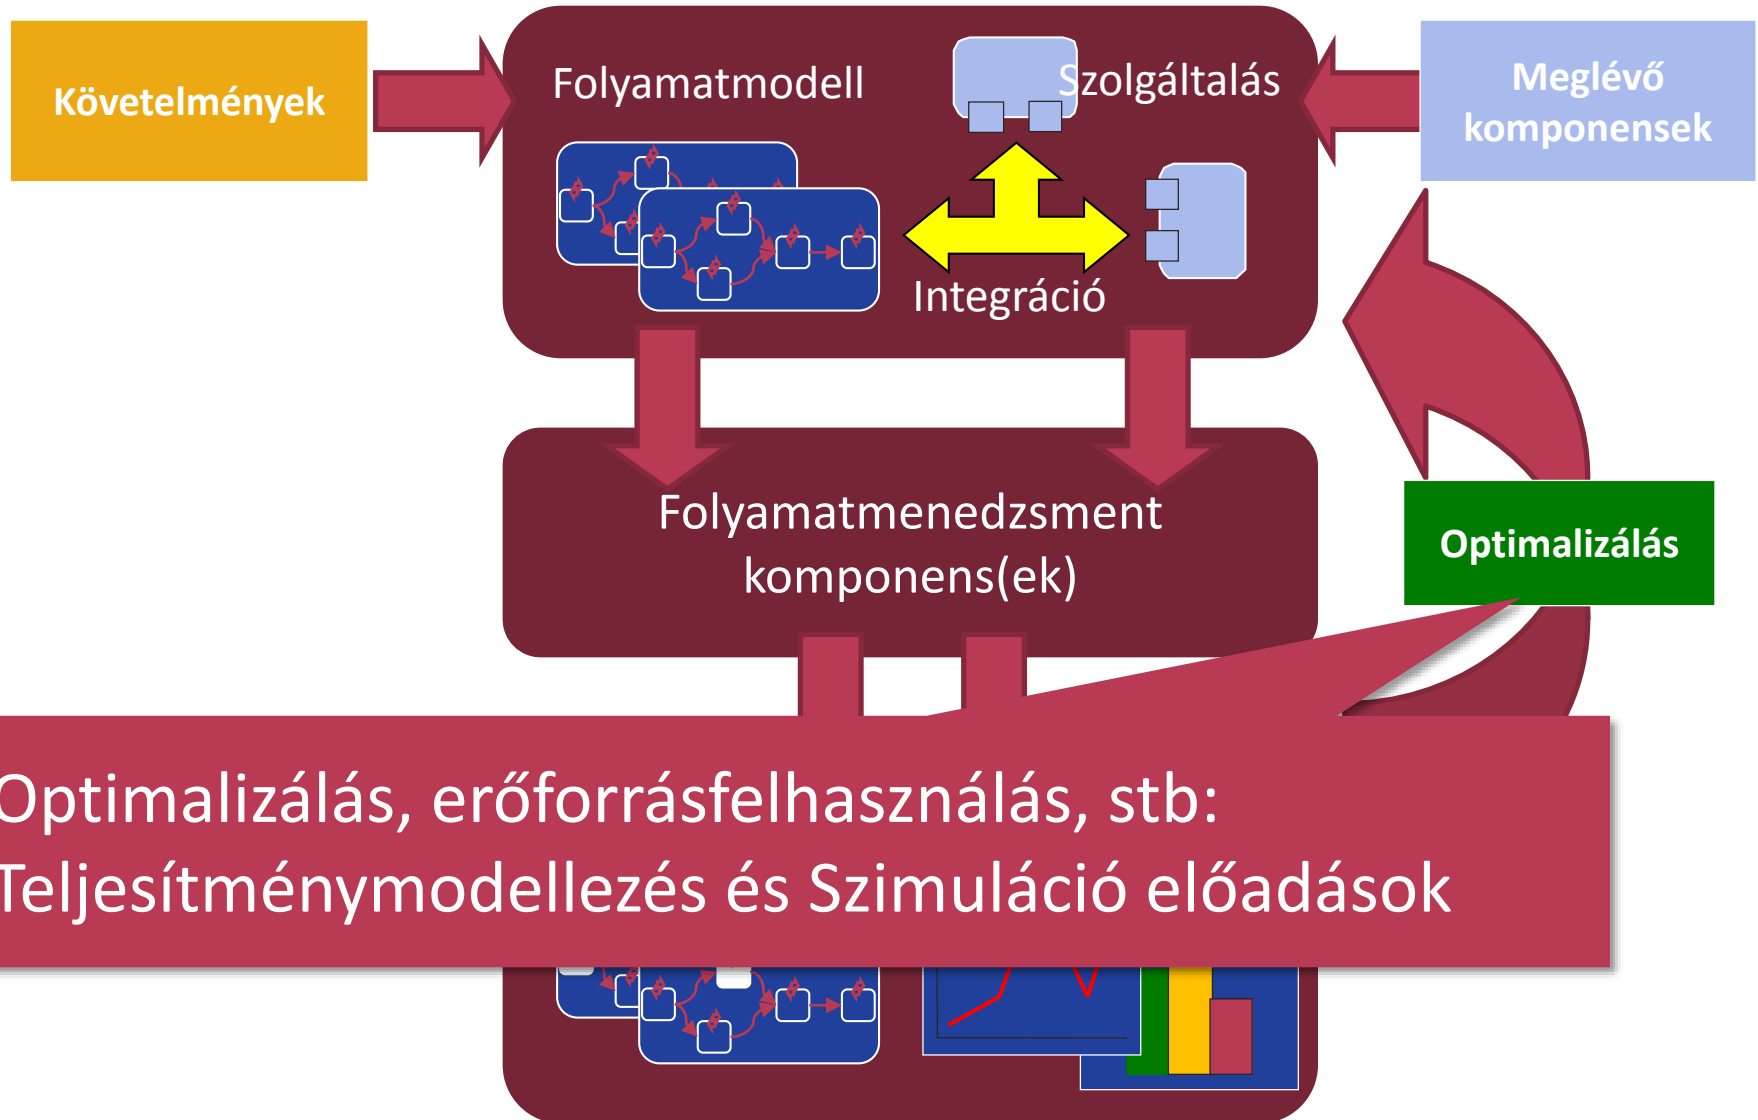 Követelmények
Folyamatmodell
Szolgáltalás
Meglévő
komponensek
Integráció
Folyamatmenedzsment
komponens(ek)
Optimalizálás
Optimalizálás, erőforrásfelhasználás, stb:
Teljesítménymodellezés és Szimuláció előadások